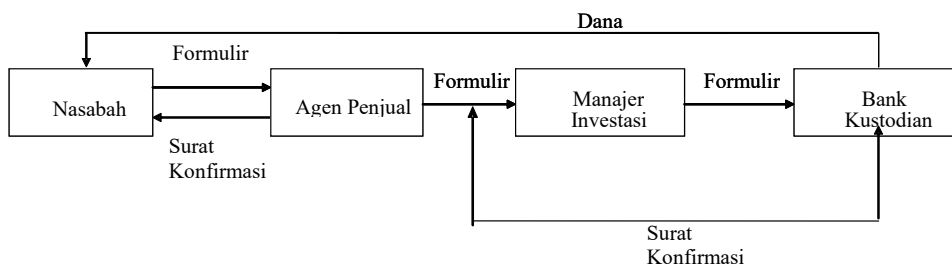 Dana
Formulir
Formulir
Formulir
Nasabah
Agen Penjual
Manajer
Investasi
Bank
Kustodian
Surat
Konfirmasi
Surat
Konfirmasi